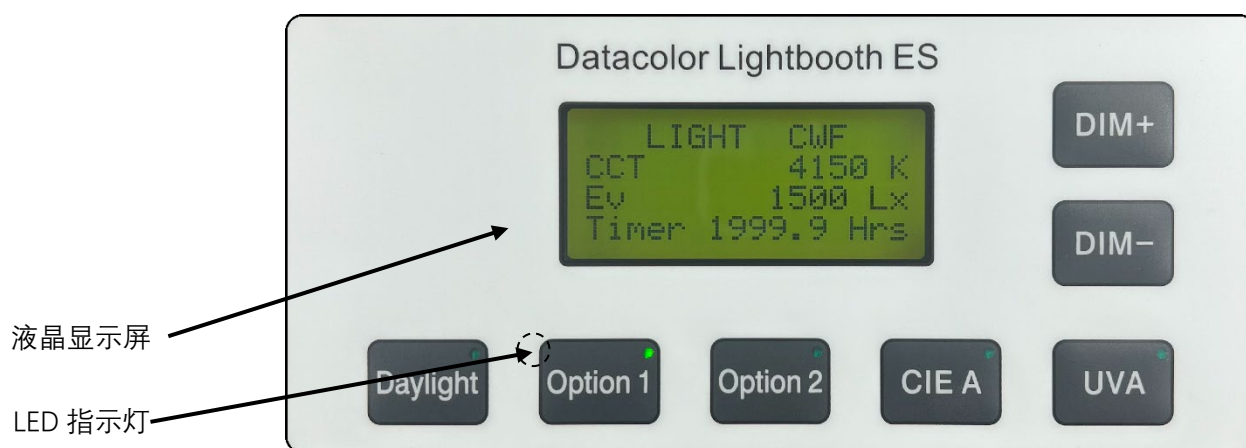 Datacolor Lightbooth ES
LIGHT CWF
CCT 4150 K
Ev 1500 Lx
Timer 1999.9 Hrs
DIM+
DIM-
液晶显示屏
LED 指示灯
Daylight
Option 1
Option 2
CIE A
UVA